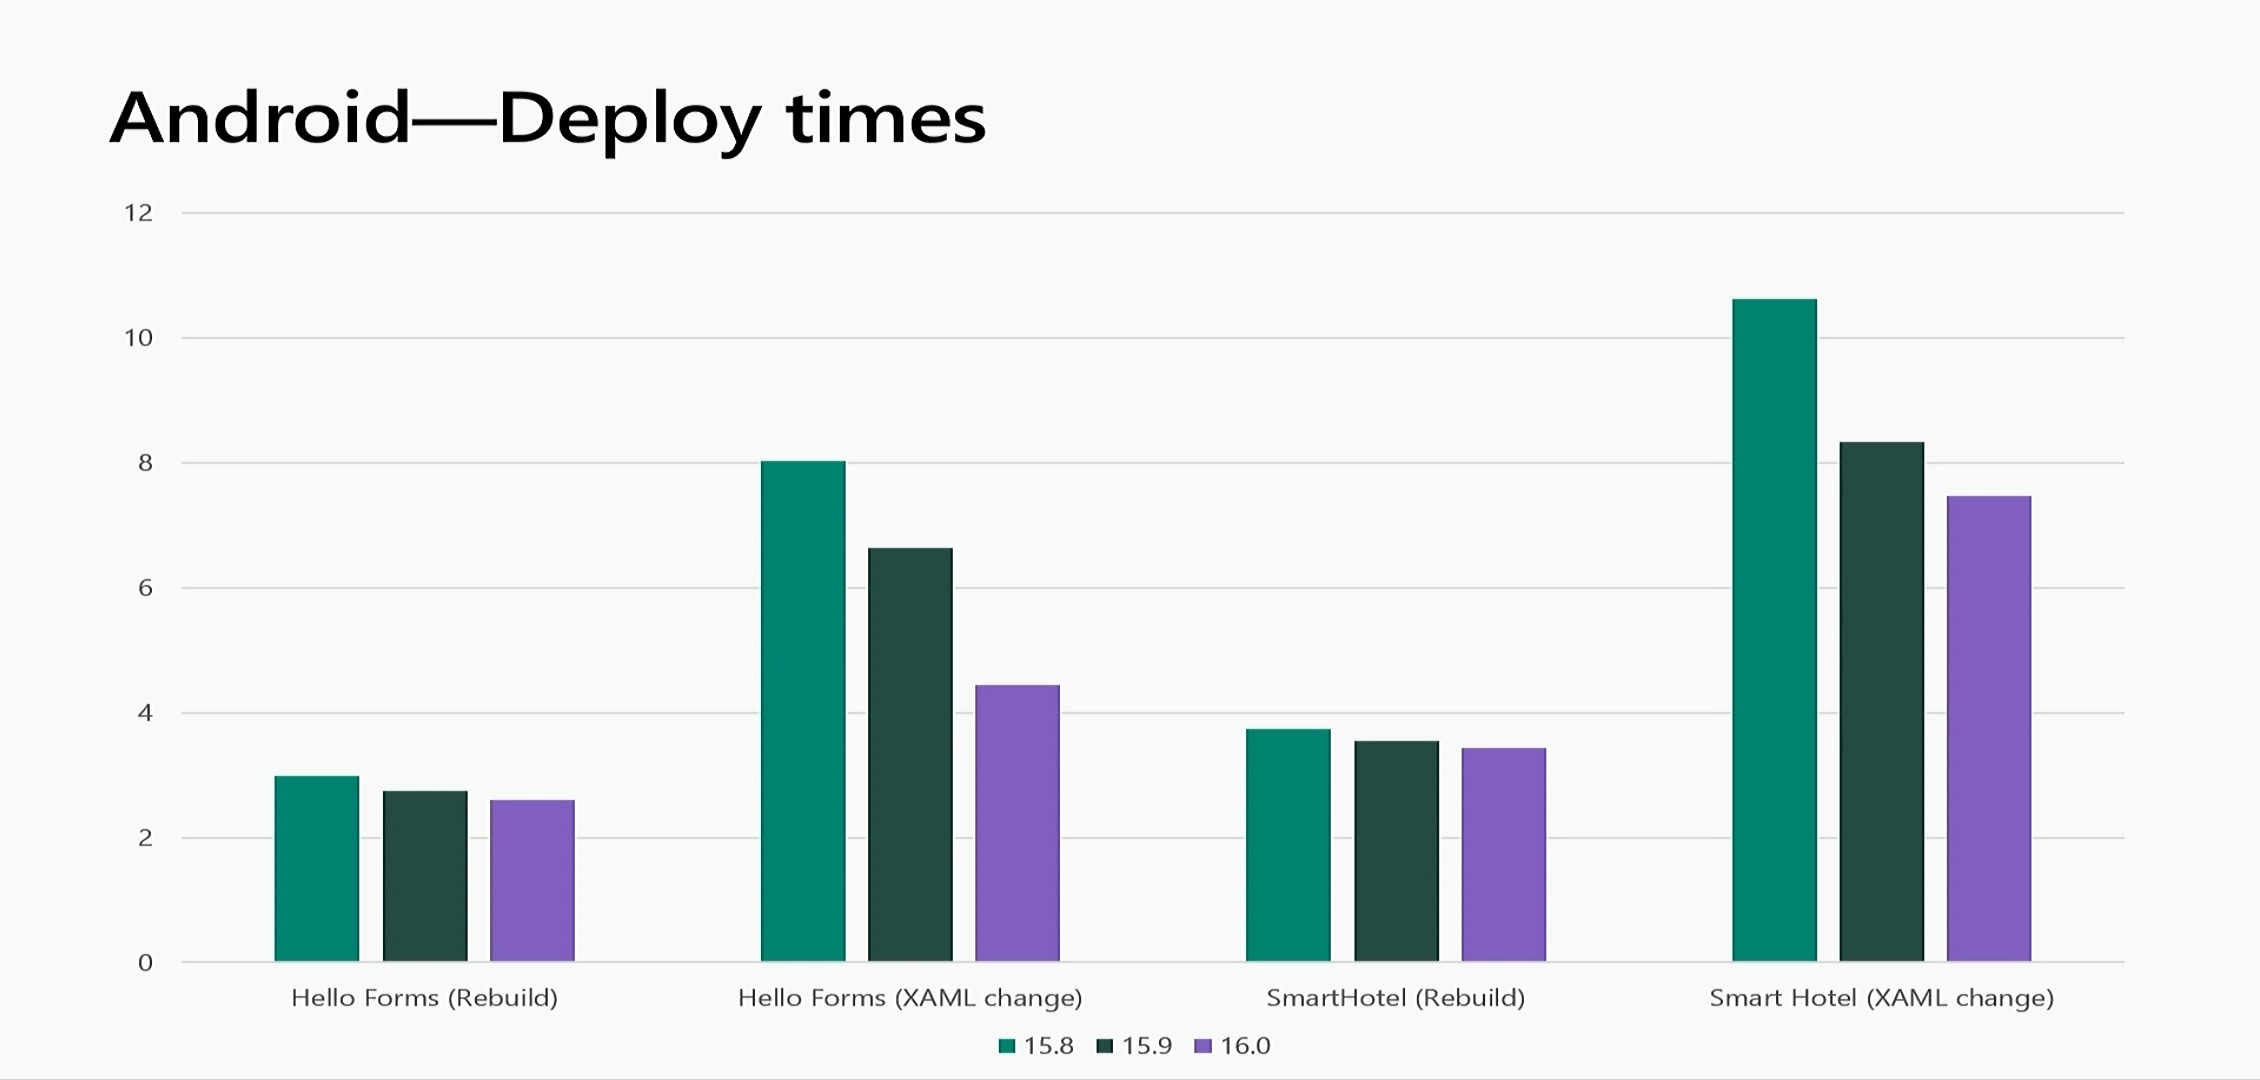 Android—Deploy times
12
10
8
6
4
2
0
Hello Forms (Rebuild)
Hello Forms (XAML change)
SmartHotel (Rebuild)
Smart Hotel (XAML change)
15.8 15.9 16.0